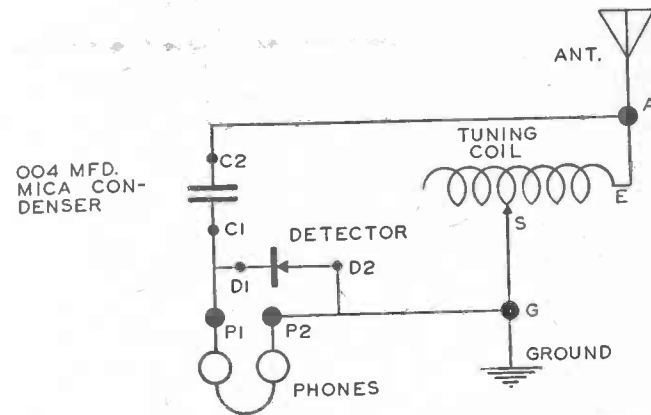 ANT.
A
TUNING
COIL
C2
004 MFD.
MICA CON-
DENSER
E
S
C1
DETECTOR
D1
D2
G
P1
P2
GROUND
PHONES